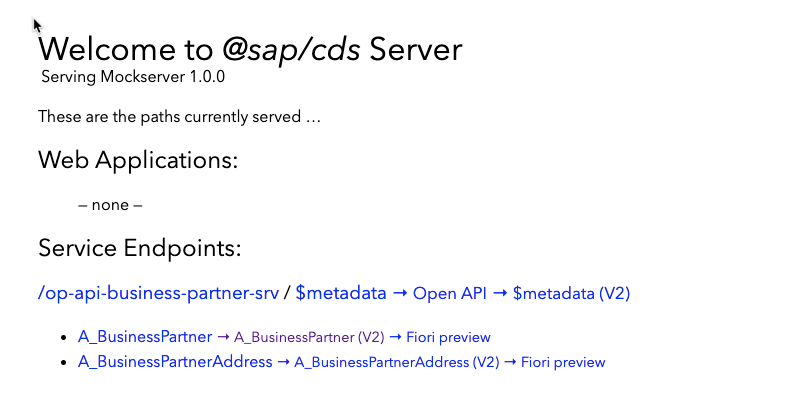 Welcome to @sap/cds Server
Serving Mockserver 1.0.0
These are the paths currently served …
Web Applications:
– none –
Service Endpoints:
/op-api-business-partner-srv / $metadata → Open API → $metadata (V2)
• A_BusinessPartner → A_BusinessPartner (V2) → Fiori preview
• A_BusinessPartnerAddress → A_BusinessPartnerAddress (V2) → Fiori preview